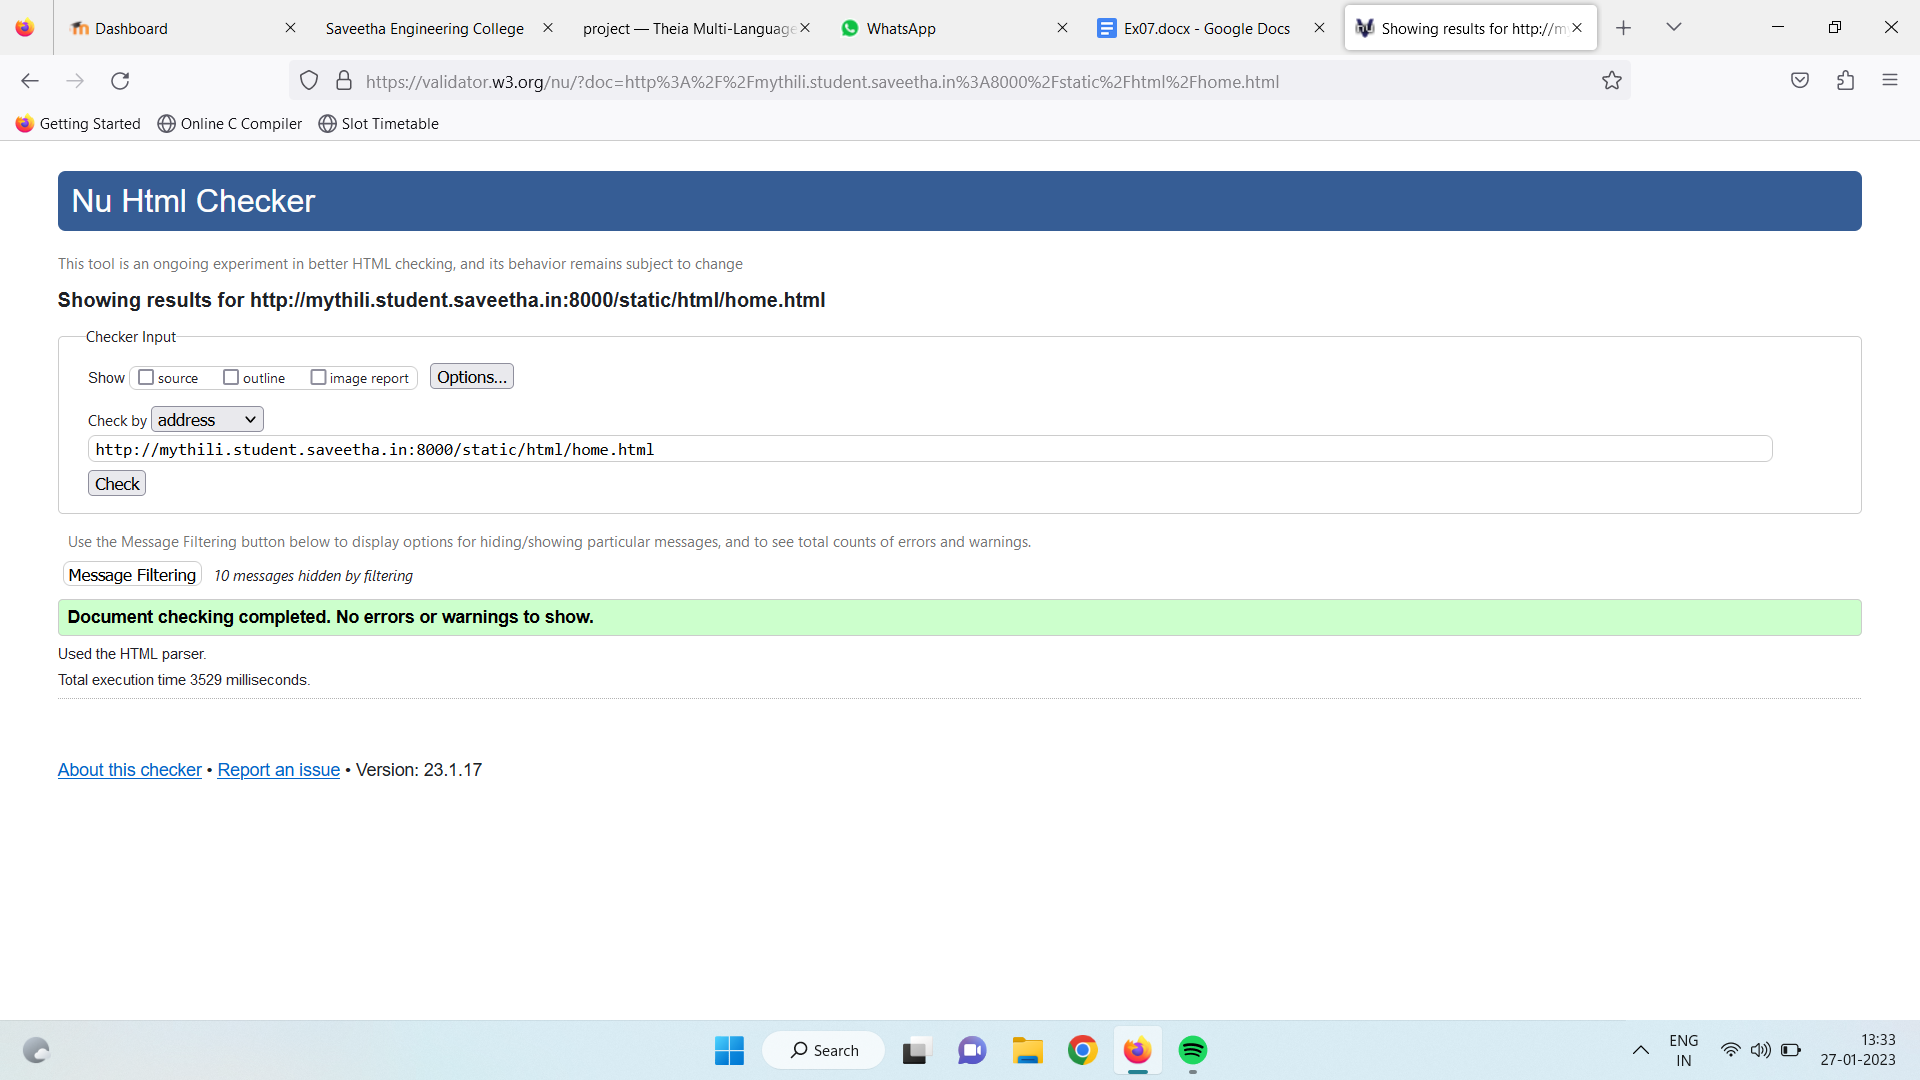 Dashboard
Saveetha Engineering College
project — Theia Multi-Language
WhatsApp
Ex07.docx - Google Docs
Showing results for http://m
https://validator.w3.org/nu/?doc=http%3A%2F%2Fmythili.student.saveetha.in%3A8000%2Fstatic%2Fhtml%2Fhome.html
Getting Started
Online C Compiler
Slot Timetable
Nu Html Checker
This tool is an ongoing experiment in better HTML checking, and its behavior remains subject to change
Showing results for http://mythili.student.saveetha.in:8000/static/html/home.html
Checker Input
Show source outline image report Options...
Check by address
http://mythili.student.saveetha.in:8000/static/html/home.html
Check
Use the Message Filtering button below to display options for hiding/showing particular messages, and to see total counts of errors and warnings.
Message Filtering 10 messages hidden by filtering
Document checking completed. No errors or warnings to show.
Used the HTML parser.
Total execution time 3529 milliseconds.
About this checker • Report an issue • Version: 23.1.17
Search
ENG
IN
13:33
27-01-2023